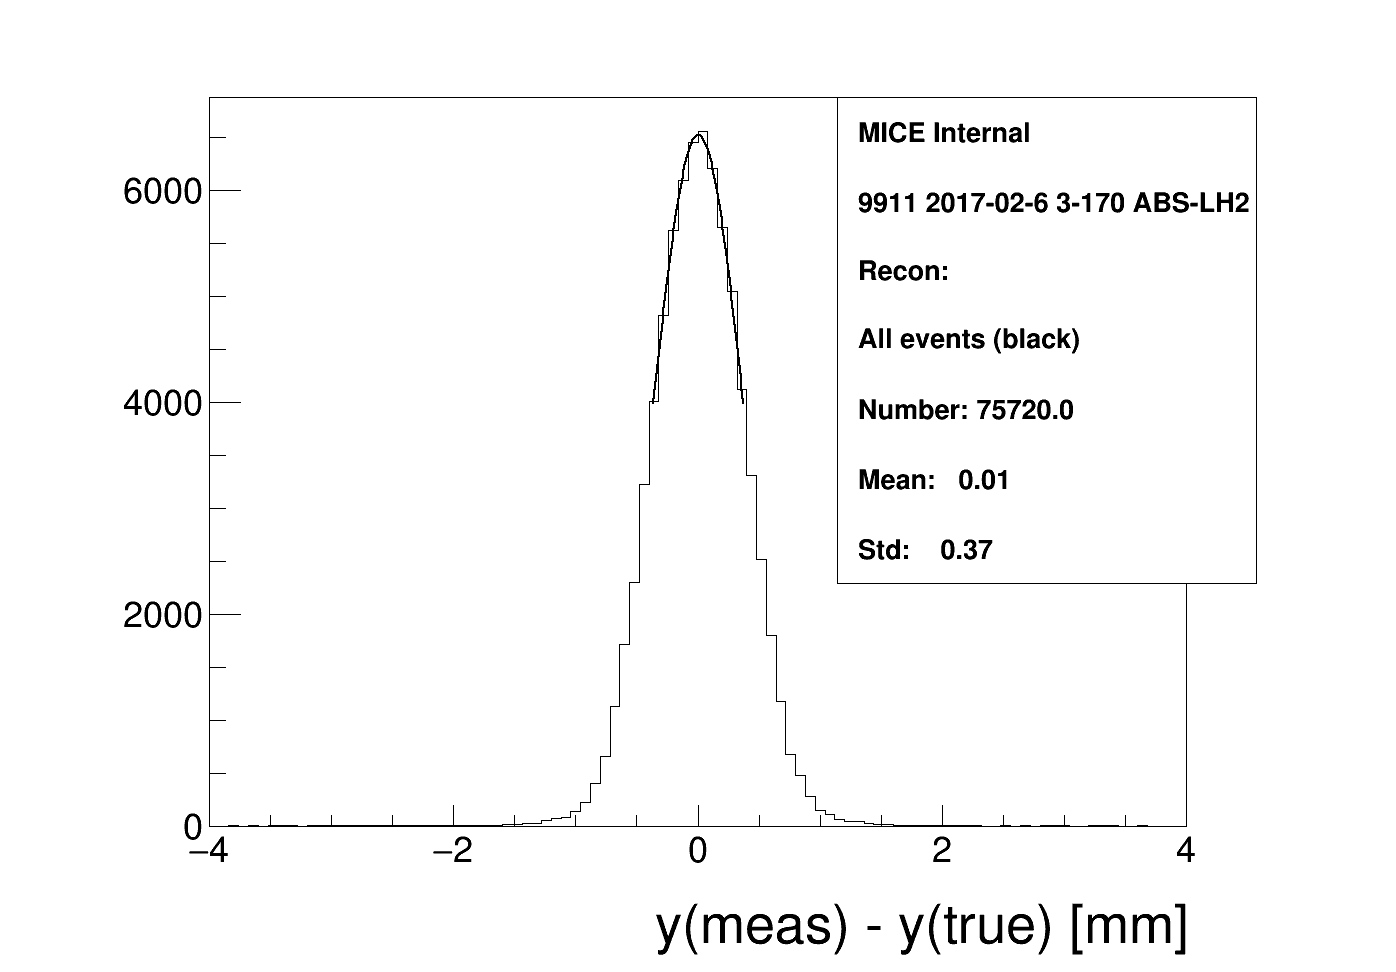 MICE Internal
9911 2017-02-6 3-170 ABS-LH2
Recon:
All events (black)
Number: 75720.0
Mean: 0.01
Std: 0.37
6000
4000
2000
0
−4 −2 0 2 4
y(meas) - y(true) [mm]